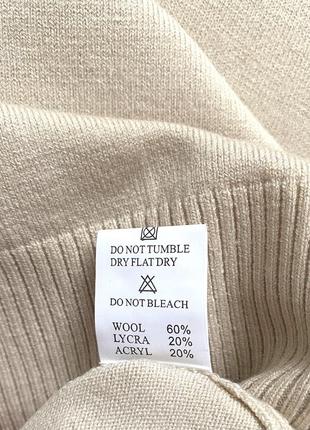 DO NOT TUMBLE
DRY FLAT DRY
DO NOT BLEACH
WOOL 60%
LYCRA 20%
ACRYL 20%